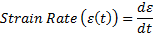 Strain Rate (ε(t)) = dε/dt